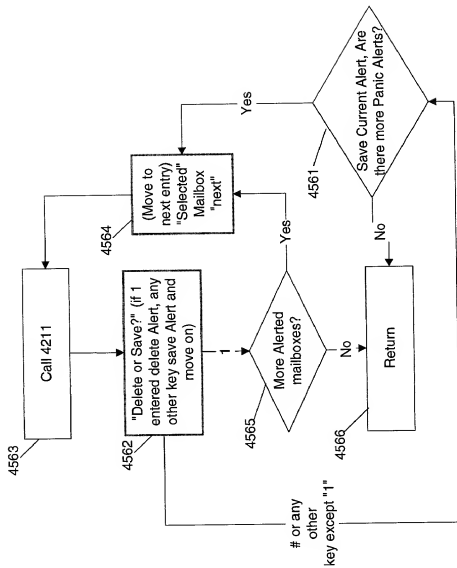 4563
Call 4211
4562
"Delete or Save?" (if 1
entered delete Alert, any
other key save Alert and
move on)
4564
(Move to
next entry)
"Selected"
Mailbox
"next"
1
4565
More Alerted
mailboxes?
Yes
No
4566
Return
Yes
4561
Save Current Alert, Are
there more Panic Alerts?
No
# or any
other
key except "1"